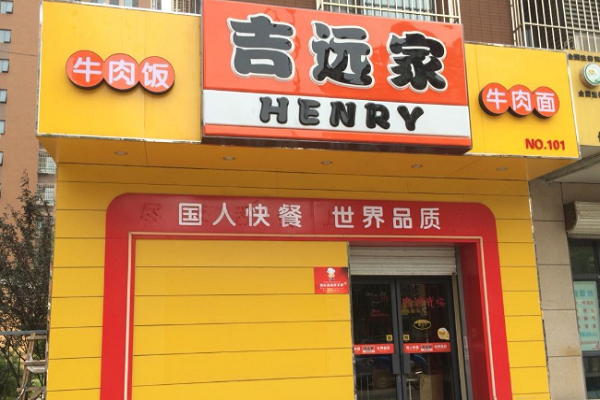 吉远家
牛肉饭
HENRY
牛肉面
NO.101
国人快餐 世界品质